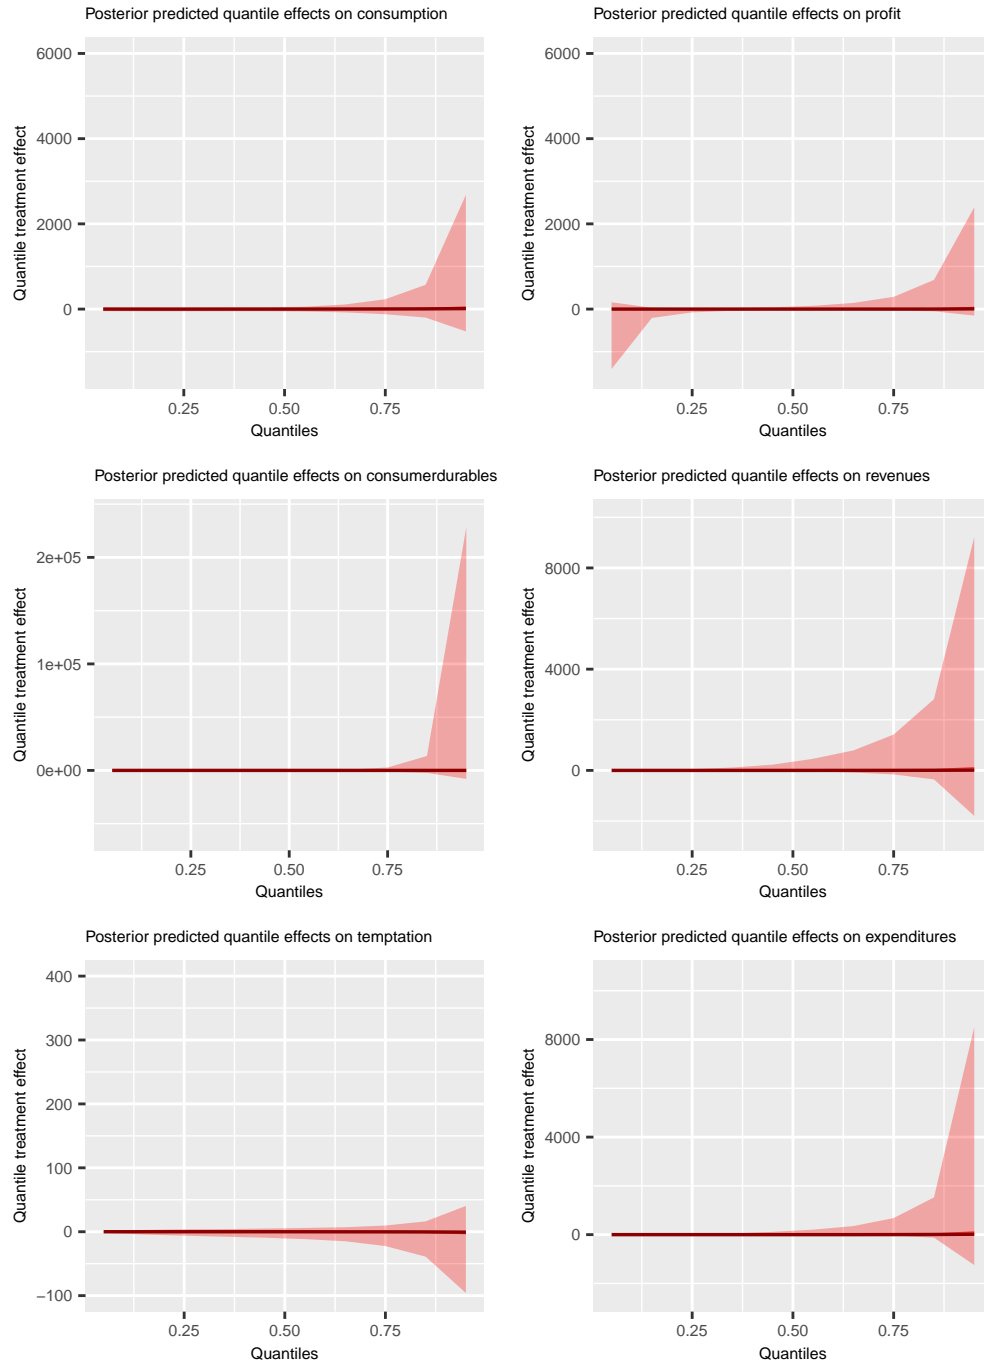 Posterior predicted quantile effects on consumption
6000
4000
2000
0
Quantile treatment effect
0.25 0.50 0.75
Quantiles
Posterior predicted quantile effects on profit
6000
4000
2000
0
Quantile treatment effect
0.25 0.50 0.75
Quantiles
Posterior predicted quantile effects on consumerdurables
2e+05
1e+05
0e+00
Quantile treatment effect
0.25 0.50 0.75
Quantiles
Posterior predicted quantile effects on revenues
8000
4000
0
Quantile treatment effect
0.25 0.50 0.75
Quantiles
Posterior predicted quantile effects on temptation
400
300
200
100
0
−100
Quantile treatment effect
0.25 0.50 0.75
Quantiles
Posterior predicted quantile effects on expenditures
8000
4000
0
Quantile treatment effect
0.25 0.50 0.75
Quantiles